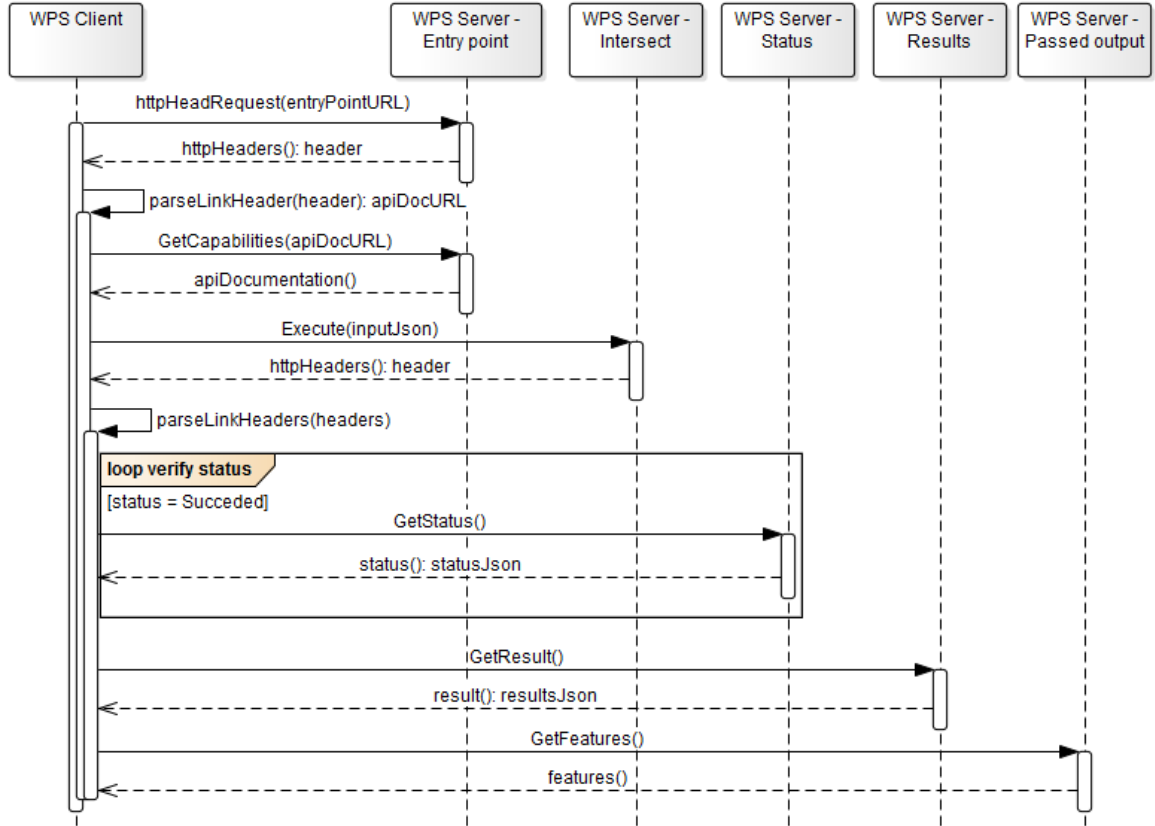 WPS Client
WPS Server -
Entry point
WPS Server -
Intersect
WPS Server -
Status
WPS Server -
Results
WPS Server -
Passed output
httpHeadRequest(entryPointURL)
httpHeaders(): header
parseLinkHeader(header): apiDocURL
GetCapabilities(apiDocURL)
apiDocumentation()
Execute(inputJson)
httpHeaders(): header
parseLinkHeaders(headers)
loop verify status
[status = Succeded]
GetStatus()
status(): statusJson
GetResult()
result(): resultsJson
GetFeatures()
features()